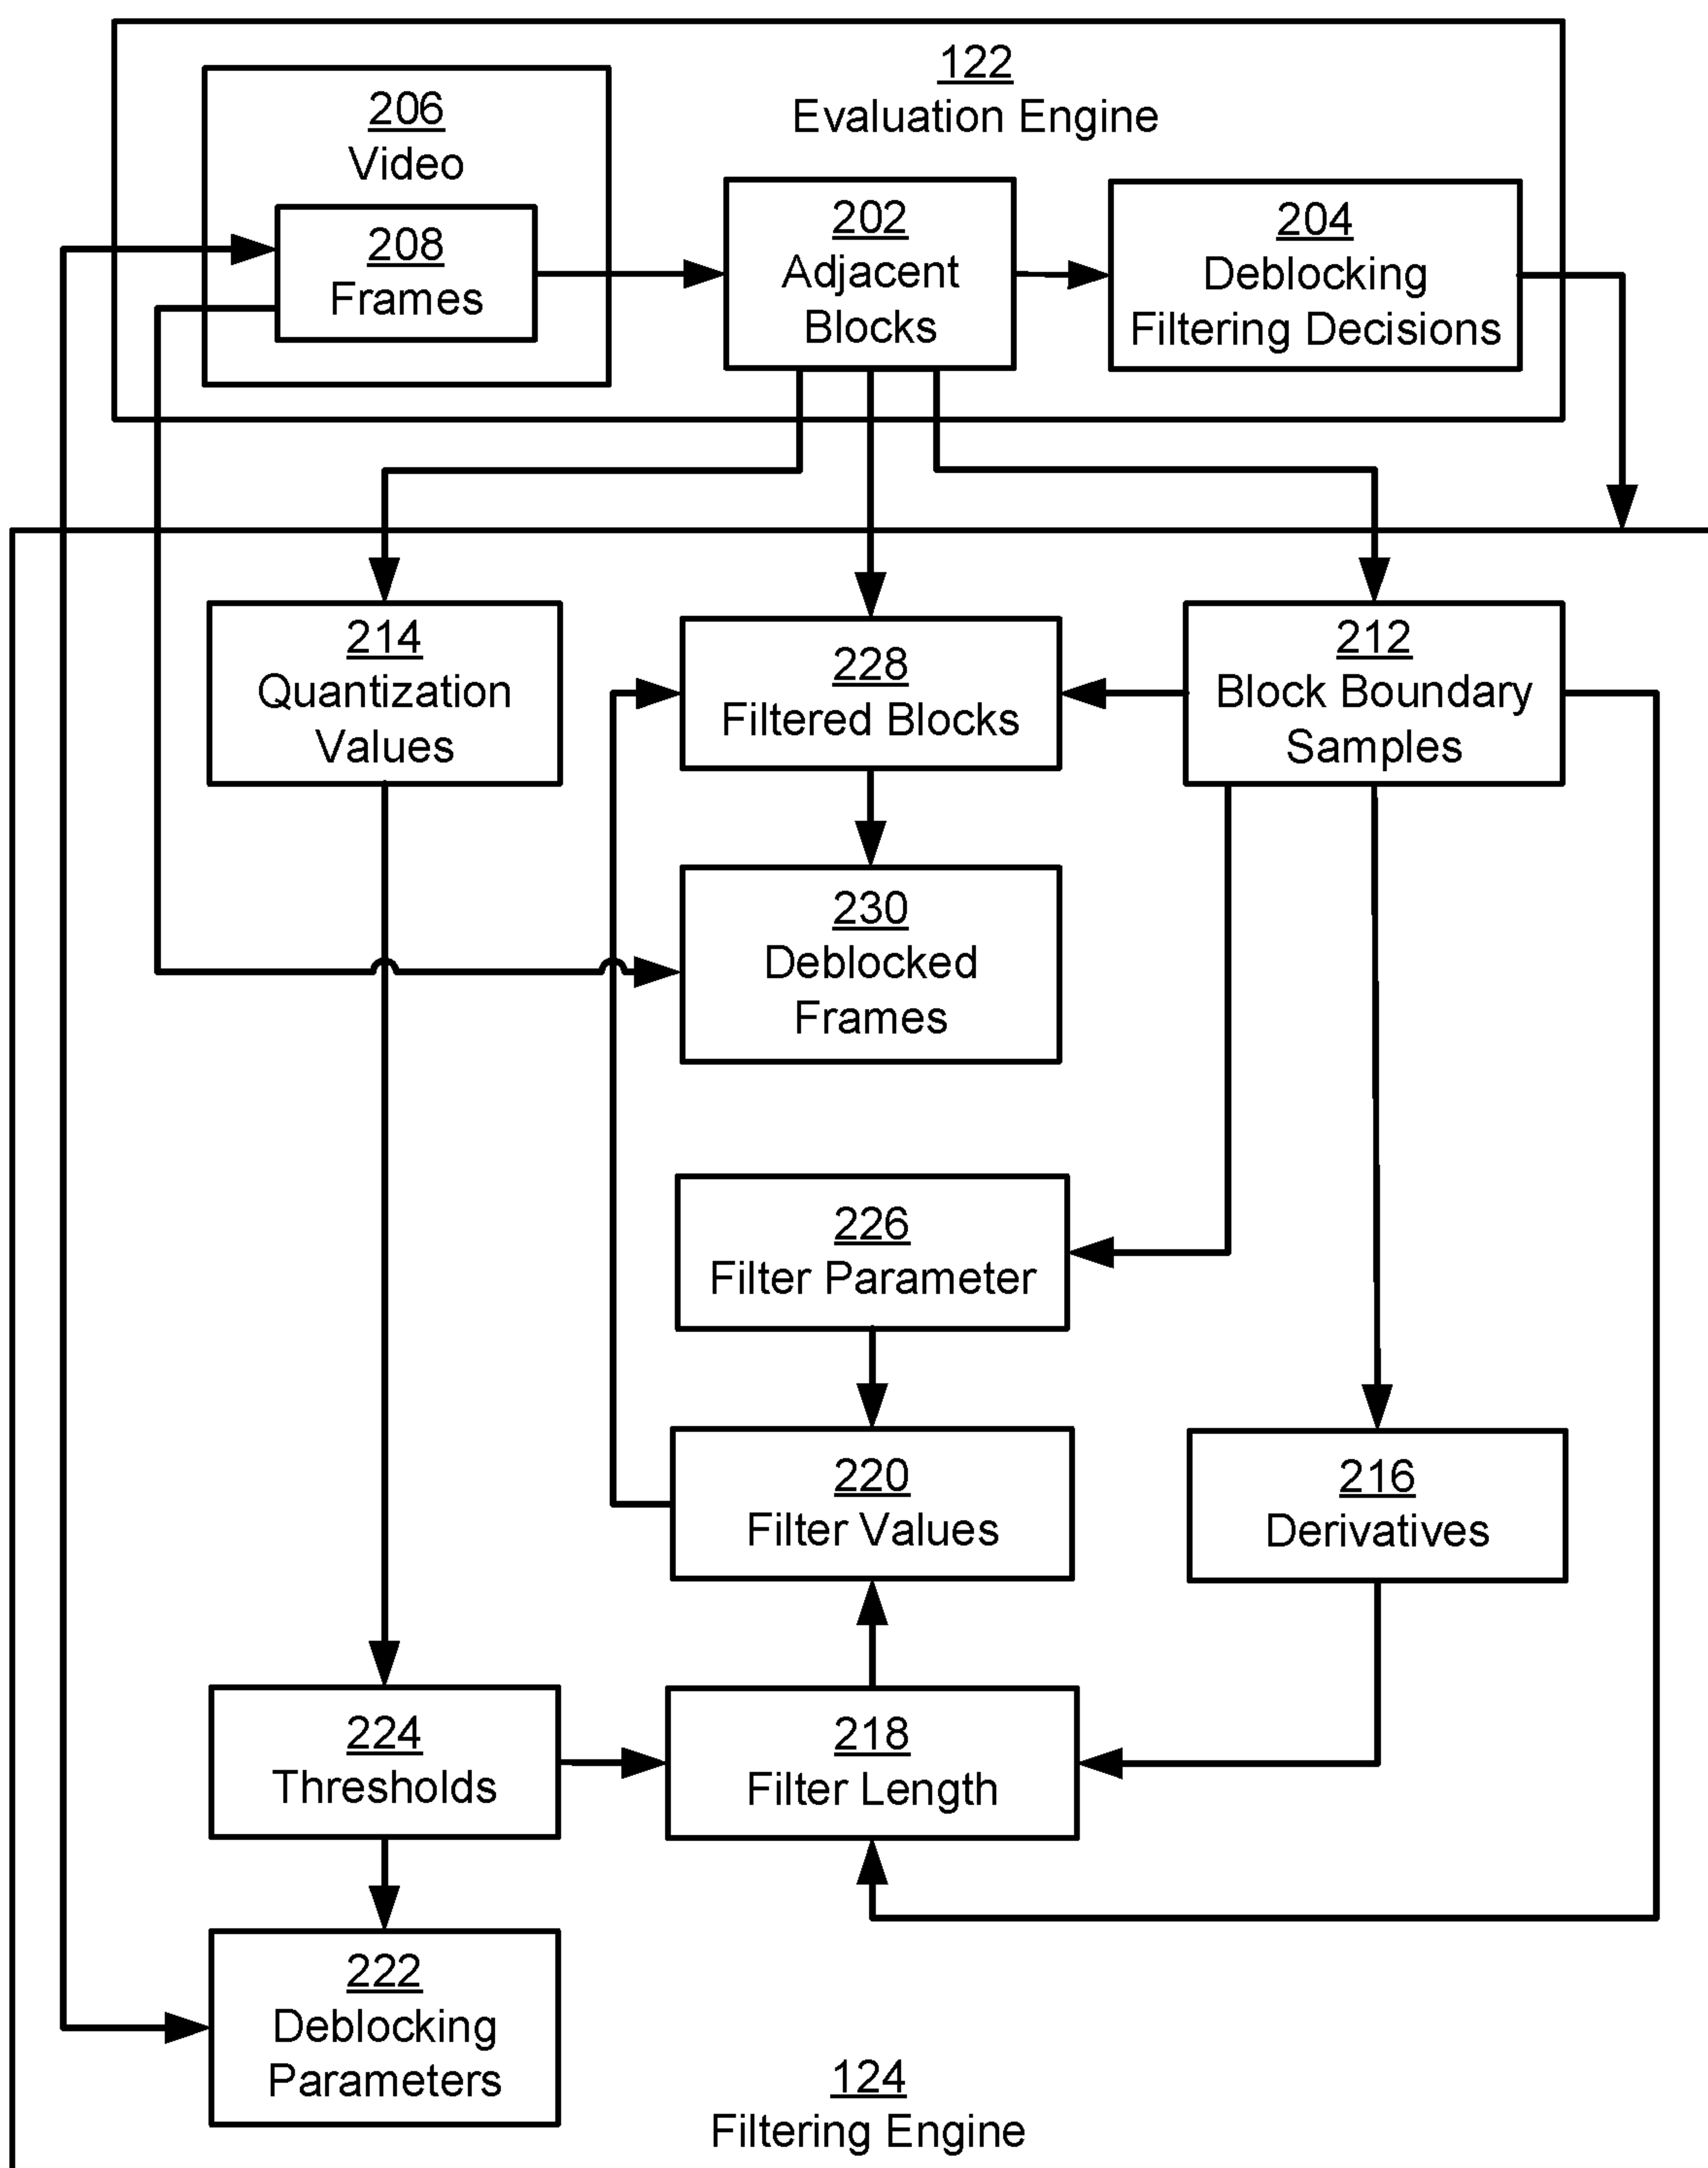 122
Evaluation Engine
206
Video
208
Frames
202
Adjacent
Blocks
204
Deblocking
Filtering Decisions
214
Quantization
Values
228
Filtered Blocks
212
Block Boundary
Samples
230
Deblocked
Frames
226
Filter Parameter
220
Filter Values
216
Derivatives
224
Thresholds
218
Filter Length
222
Deblocking
Parameters
124
Filtering Engine